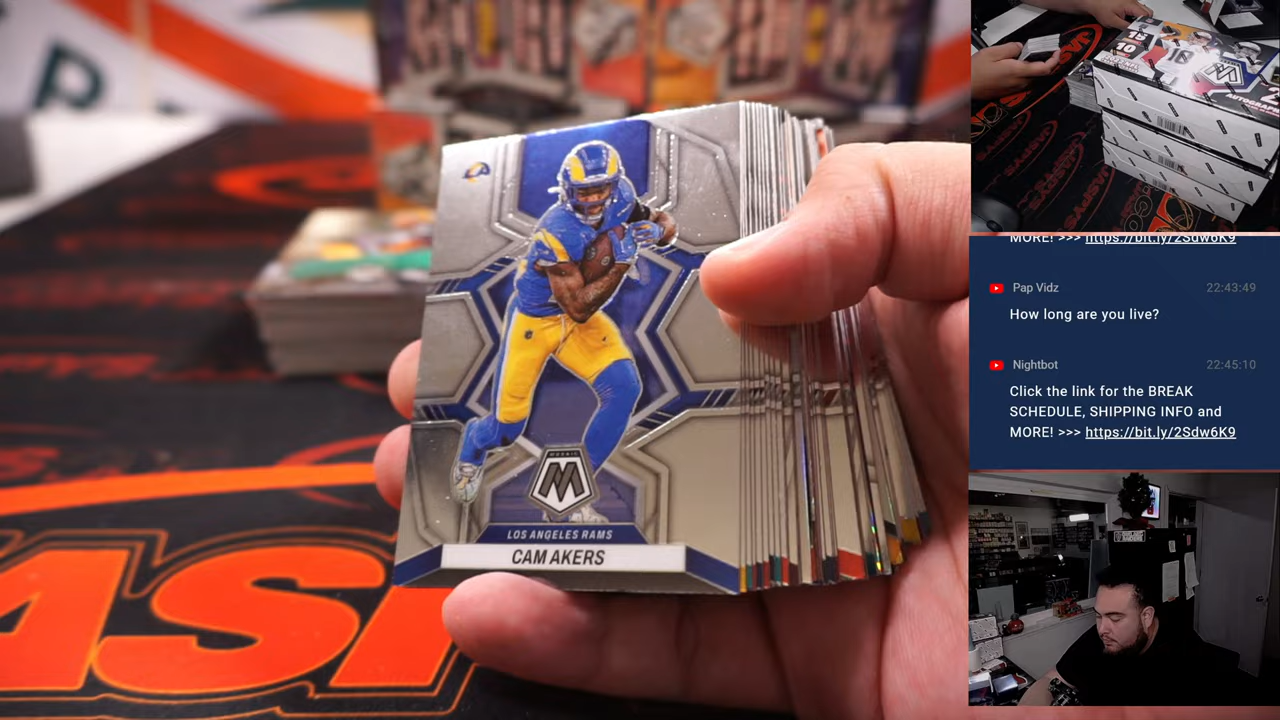 MOSAIC
LOS ANGELES RAMS
CAM AKERS
JASPYS
MORE! >>> https://bit.ly/2Sdw6K9
Pap Vidz 22:43:49
How long are you live?
Nightbot 22:45:10
Click the link for the BREAK
SCHEDULE, SHIPPING INFO and
MORE! >>> https://bit.ly/2Sdw6K9